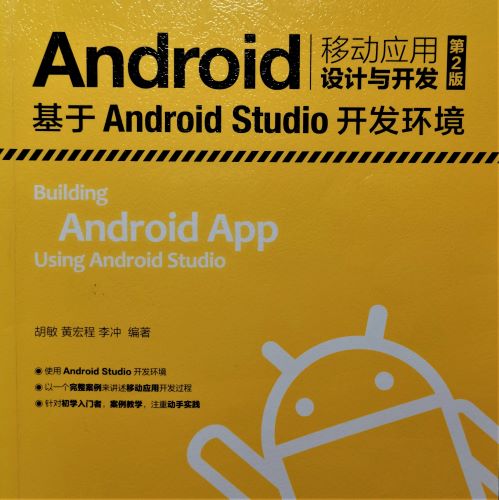 Android 移动应用
设计与开发 第2版
基于 Android Studio 开发环境
Building
Android App
Using Android Studio
胡敏 黄宏程 李冲 编著
使用 Android Studio 开发环境
以一个完整案例来讲述移动应用开发过程
针对初学入门者，案例教学，注重动手实践